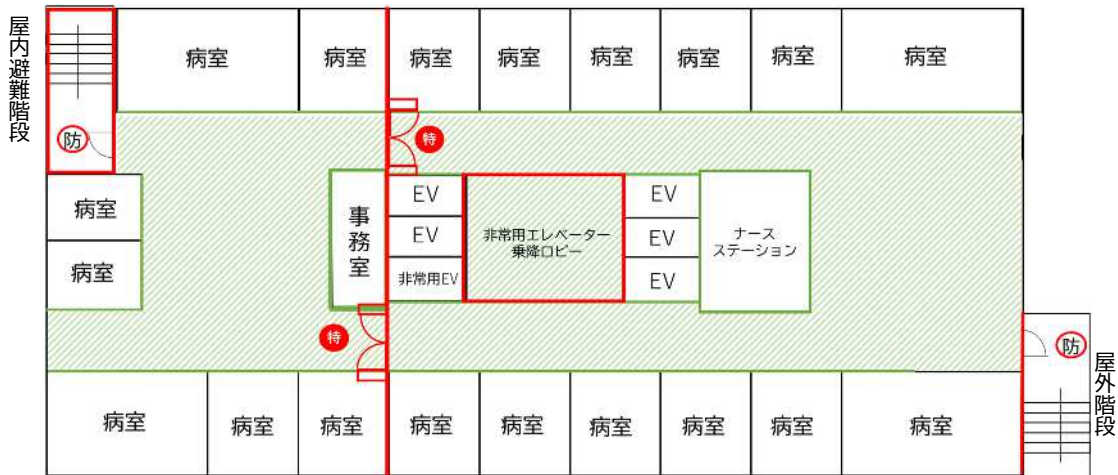 屋内避難階段
病室
病室
病室
病室
病室
病室
病室
病室
防
特
病室
病室
事務室
EV
EV
非常用EV
非常用エレベーター
乗降ロビー
EV
EV
EV
ナース
ステーション
特
防
屋外階段
病室
病室
病室
病室
病室
病室
病室
病室
病室